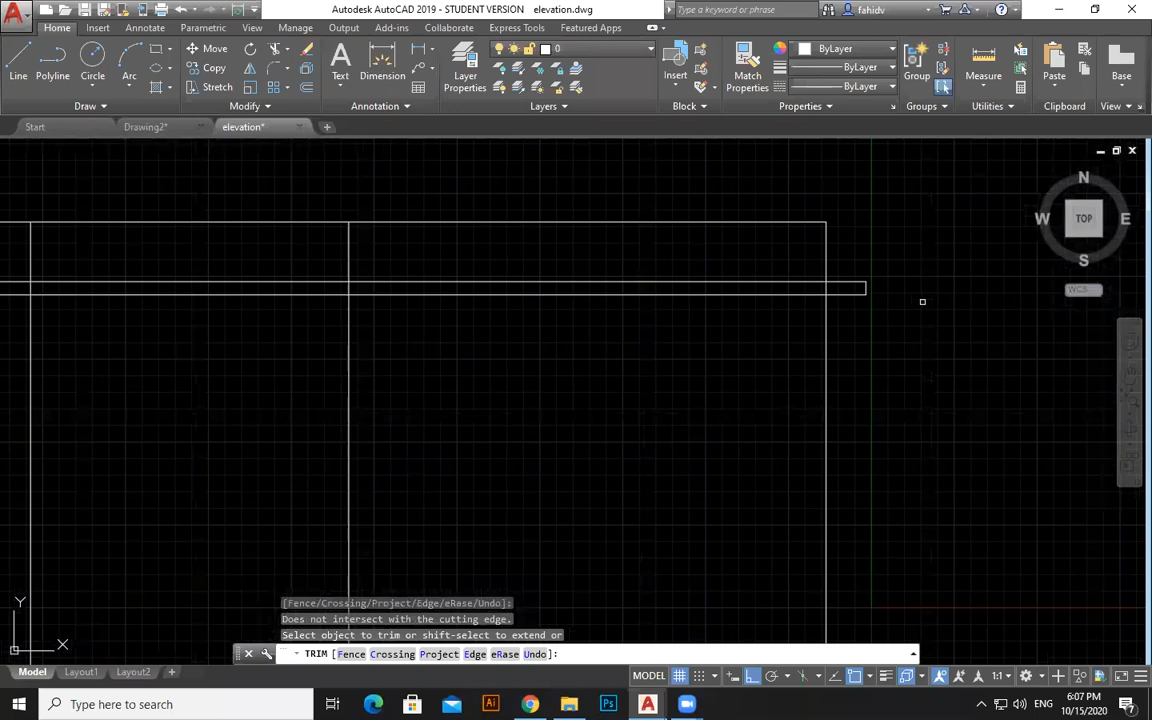 Autodesk AutoCAD 2019 - STUDENT VERSION elevation.dwg
Type a keyword or phrase
fahidv
Home Insert Annotate Parametric View Manage Output Add-ins Collaborate Express Tools Featured Apps
Line Polyline Circle Arc
Move
Copy
Stretch
Text Dimension
Layer Properties
0
Insert
Match Properties
ByLayer
ByLayer
ByLayer
Group
Measure
Paste
Base
Draw Modify Annotation Layers Block Properties Groups Utilities Clipboard View
Start Drawing2* elevation*
N
W TOP E
S
WCS
Y
X
[Fence/Crossing/Project/Edge/eRase/Undo]:
Does not intersect with the cutting edge.
Select object to trim or shift-select to extend or
TRIM [Fence Crossing Project Edge eRase Undo]:
Model Layout1 Layout2
MODEL 1:1
Type here to search
Ai Ps A
ENG
6:07 PM
10/15/2020
7